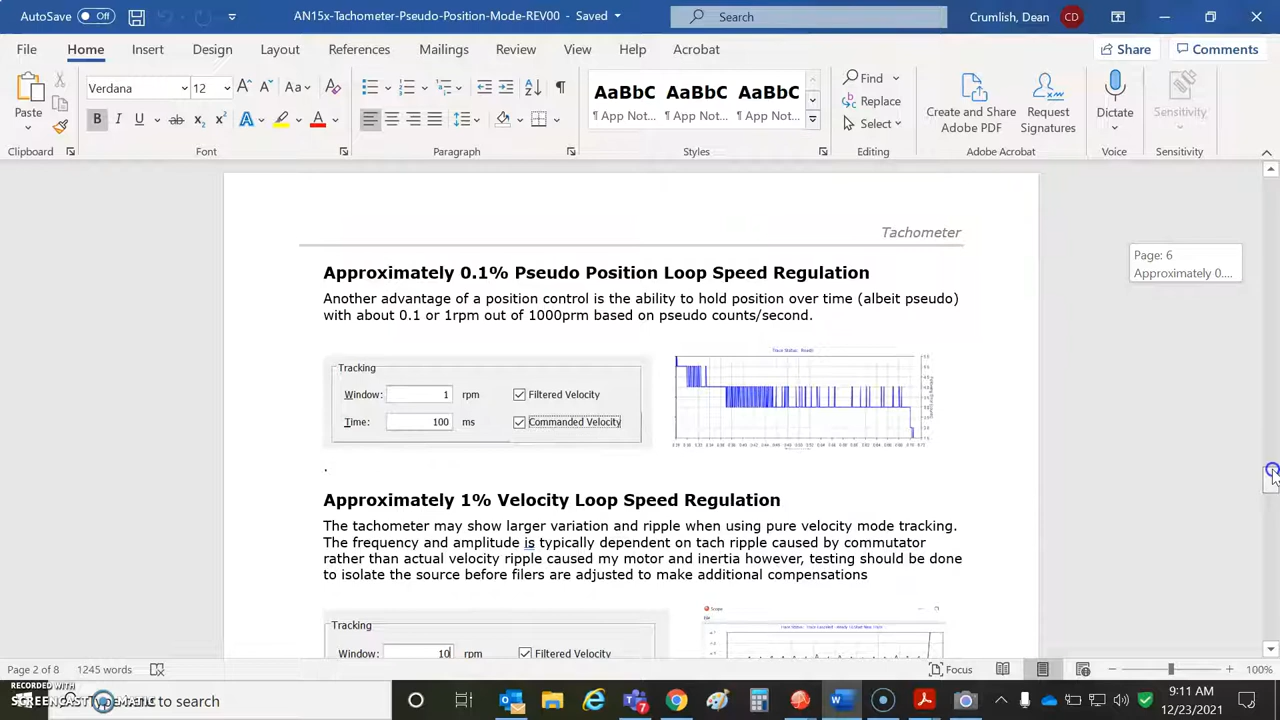 AutoSave Off AN15x-Tachometer-Pseudo-Position-Mode-REV00 - Saved Search Crumlish, Dean CD
File Home Insert Design Layout References Mailings Review View Help Acrobat Share Comments
Paste Verdana 12 AaBbC AaBbC AaBbC Find Replace Select Create and Share Adobe PDF Request Signatures Dictate Sensitivity
¶ App Not... ¶ App Not... ¶ App Not...
Clipboard Font Paragraph Styles Editing Adobe Acrobat Voice Sensitivity
Tachometer
Page: 6
Approximately 0....
Approximately 0.1% Pseudo Position Loop Speed Regulation
Another advantage of a position control is the ability to hold position over time (albeit pseudo)
with about 0.1 or 1rpm out of 1000prm based on pseudo counts/second.
Tracking
Window: 1 rpm Filtered Velocity
Time: 100 ms Commanded Velocity
.
Approximately 1% Velocity Loop Speed Regulation
The tachometer may show larger variation and ripple when using pure velocity mode tracking.
The frequency and amplitude is typically dependent on tach ripple caused by commutator
rather than actual velocity ripple caused my motor and inertia however, testing should be done
to isolate the source before filers are adjusted to make additional compensations
Tracking
Window: 10 rpm Filtered Velocity
Scope
Page 2 of 8 1245 words Focus 100%
RECORDED WITH
SCREENCAST MATIC
to search
9:11 AM
12/23/2021